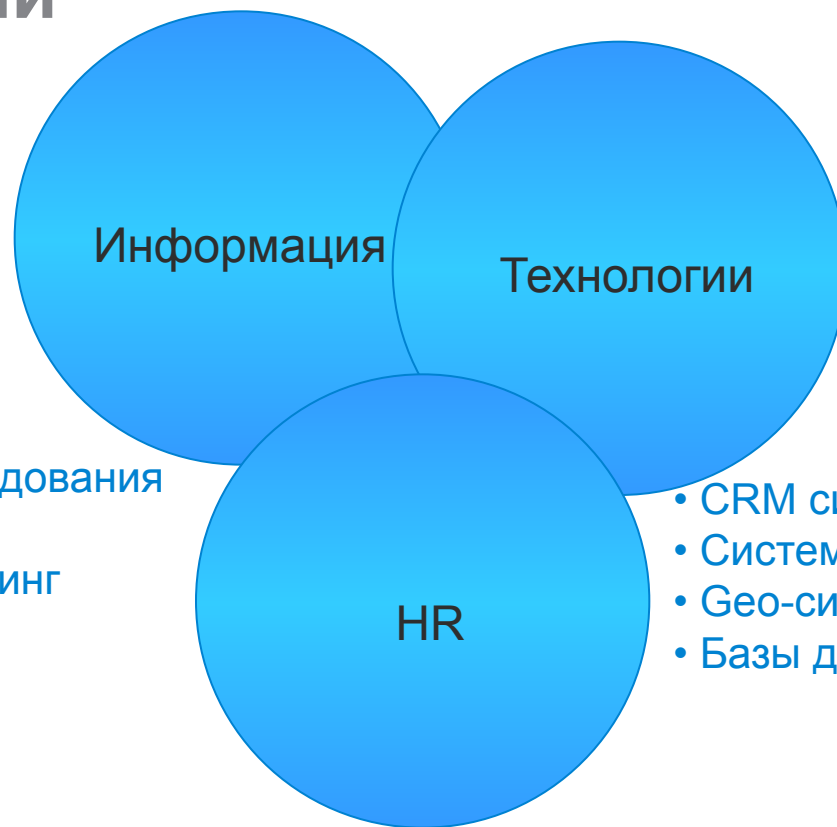 Информация
Технологии
дования
• CRM си
инг
• Систем
• Geo-си
HR
• Базы д